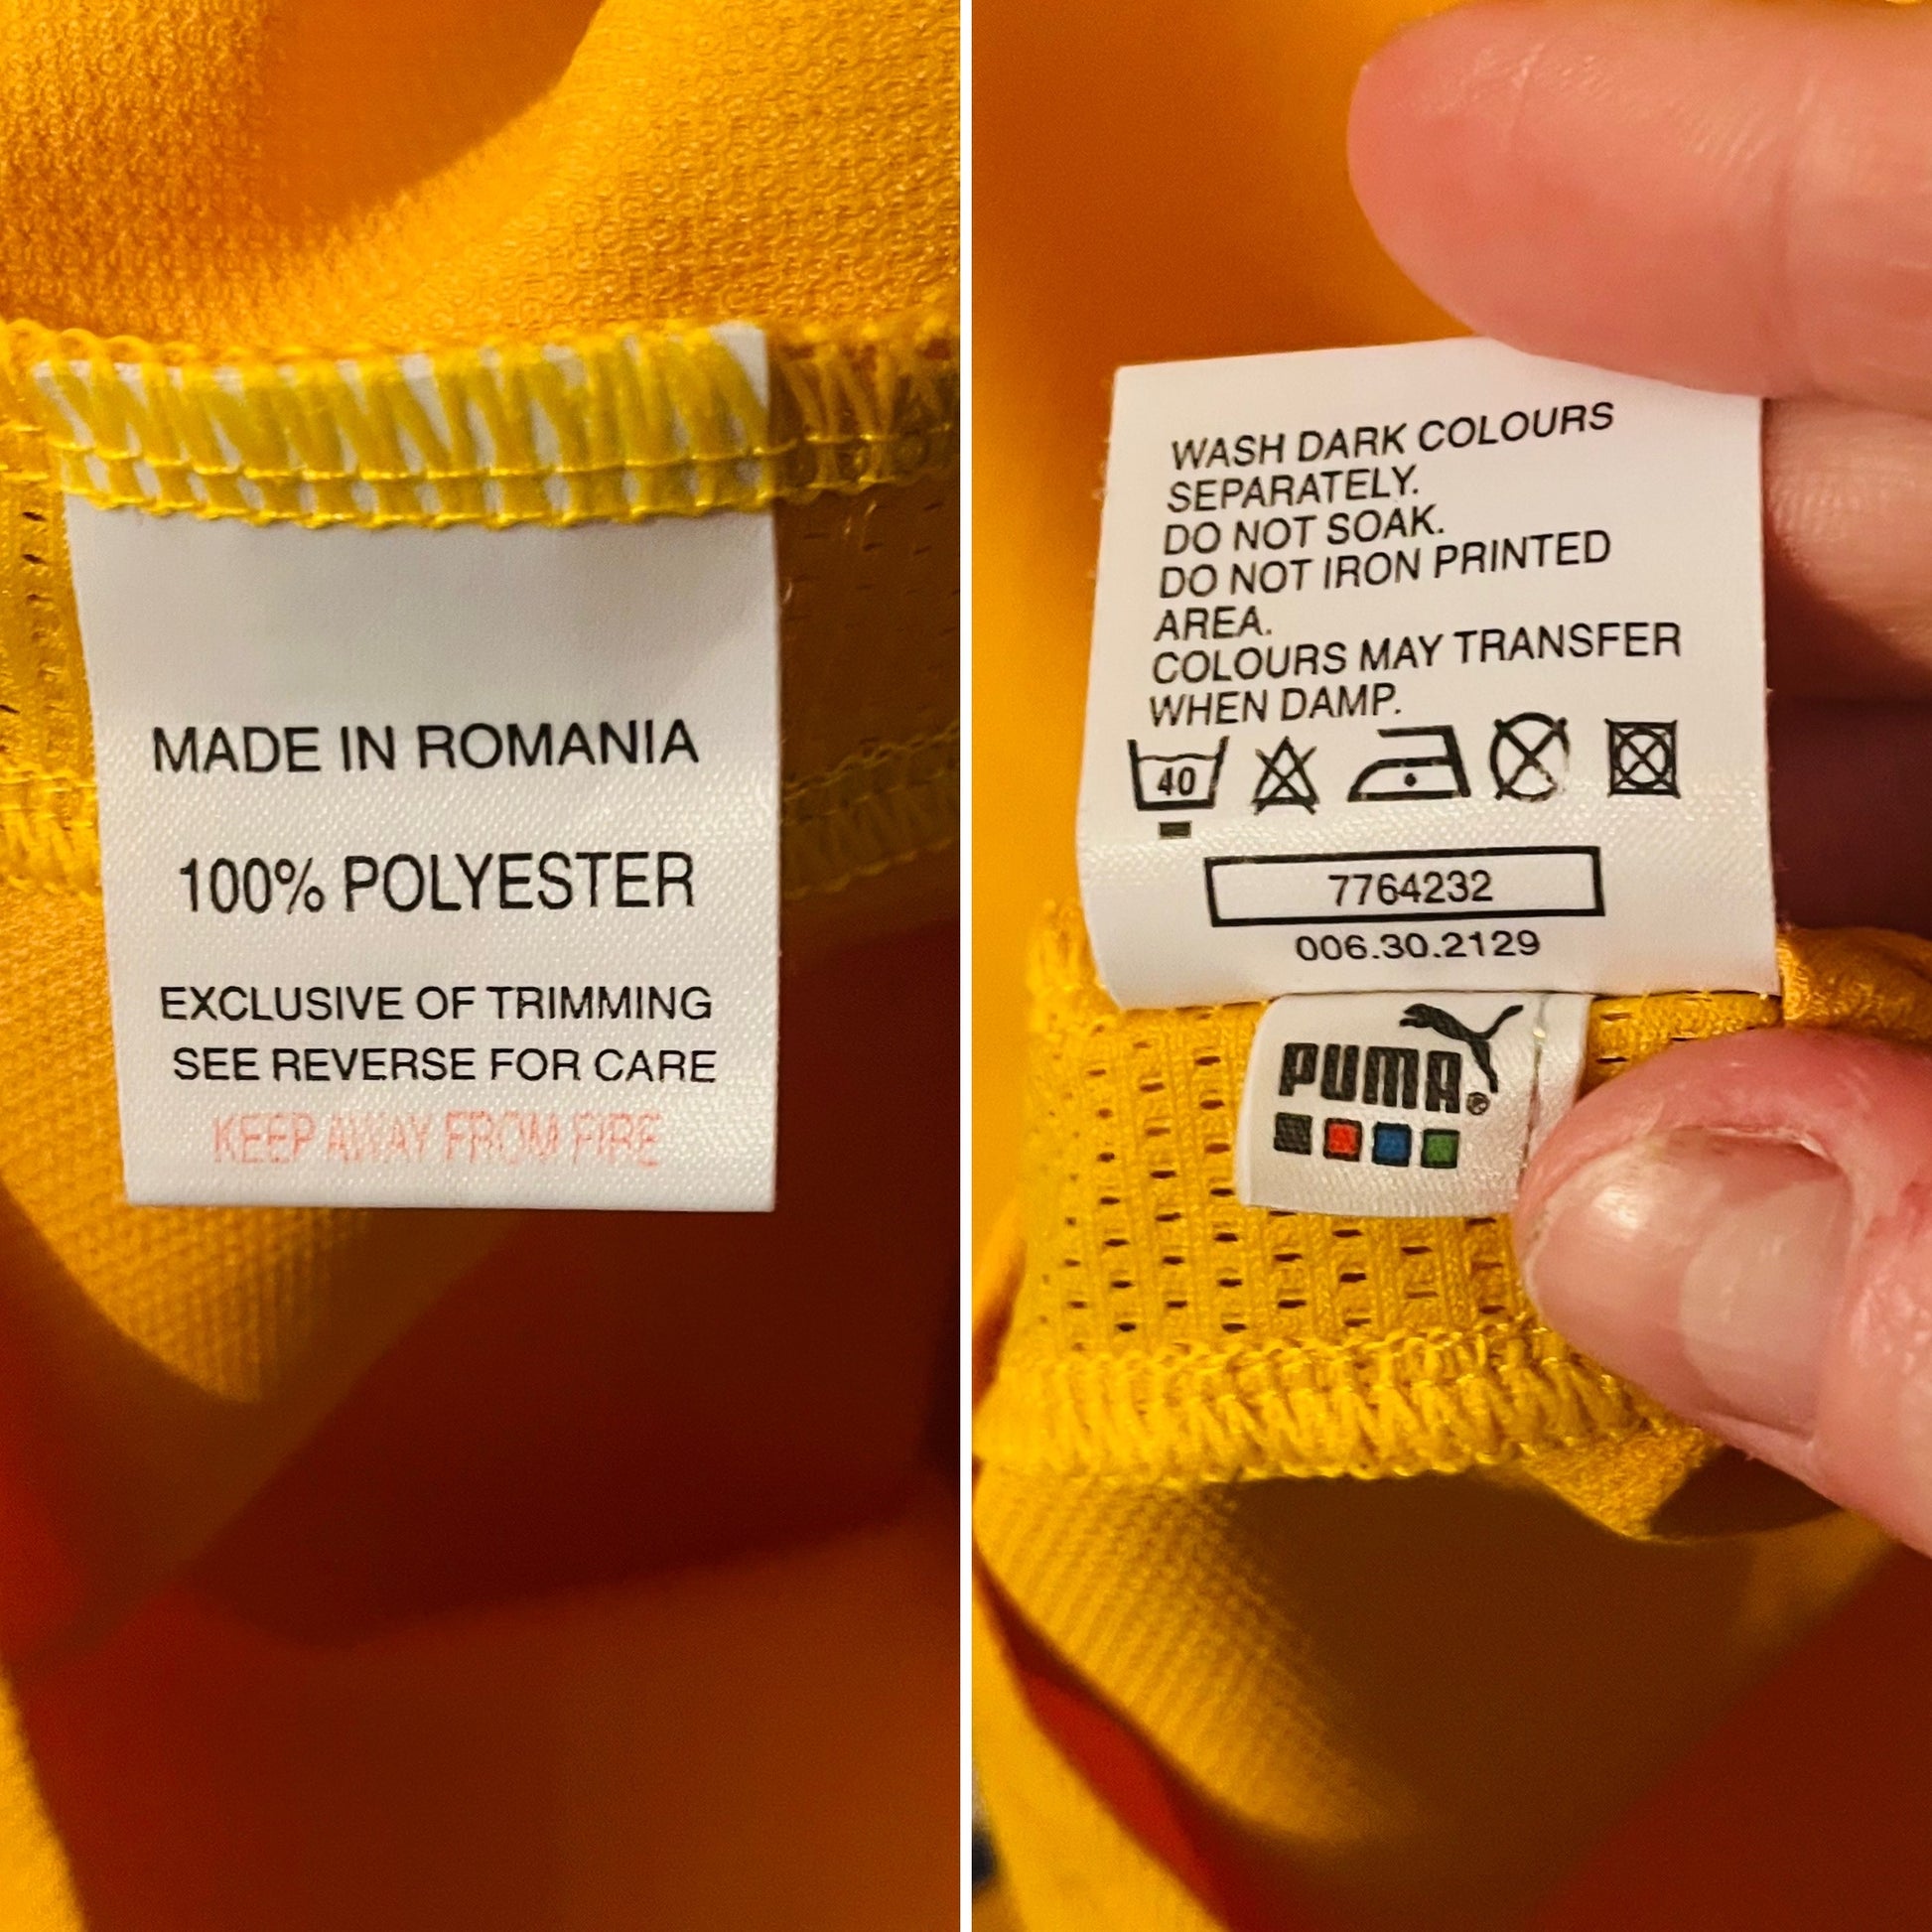 MADE IN ROMANIA
100% POLYESTER
EXCLUSIVE OF TRIMMING
SEE REVERSE FOR CARE
KEEP AWAY FROM FIRE
WASH DARK COLOURS
SEPARATELY.
DO NOT SOAK.
DO NOT IRON PRINTED
AREA.
COLOURS MAY TRANSFER
WHEN DAMP.
40
7764232
006.30.2129
PUMA®